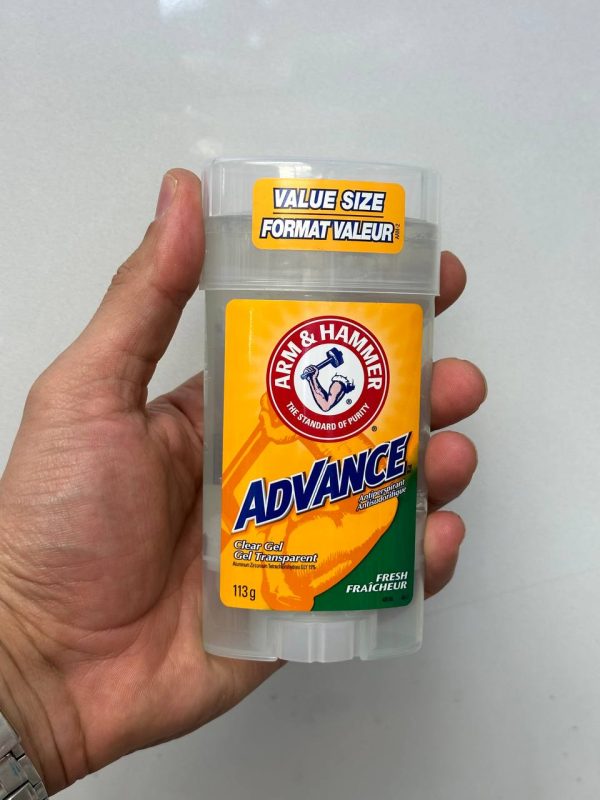 VALUE SIZE
FORMAT VALEUR
ARM & HAMMER
THE STANDARD OF PURITY
ADVANCE
Antiperspirant
Antisudorifique
Clear Gel
Gel Transparent
113 g
FRESH
FRAÎCHEUR